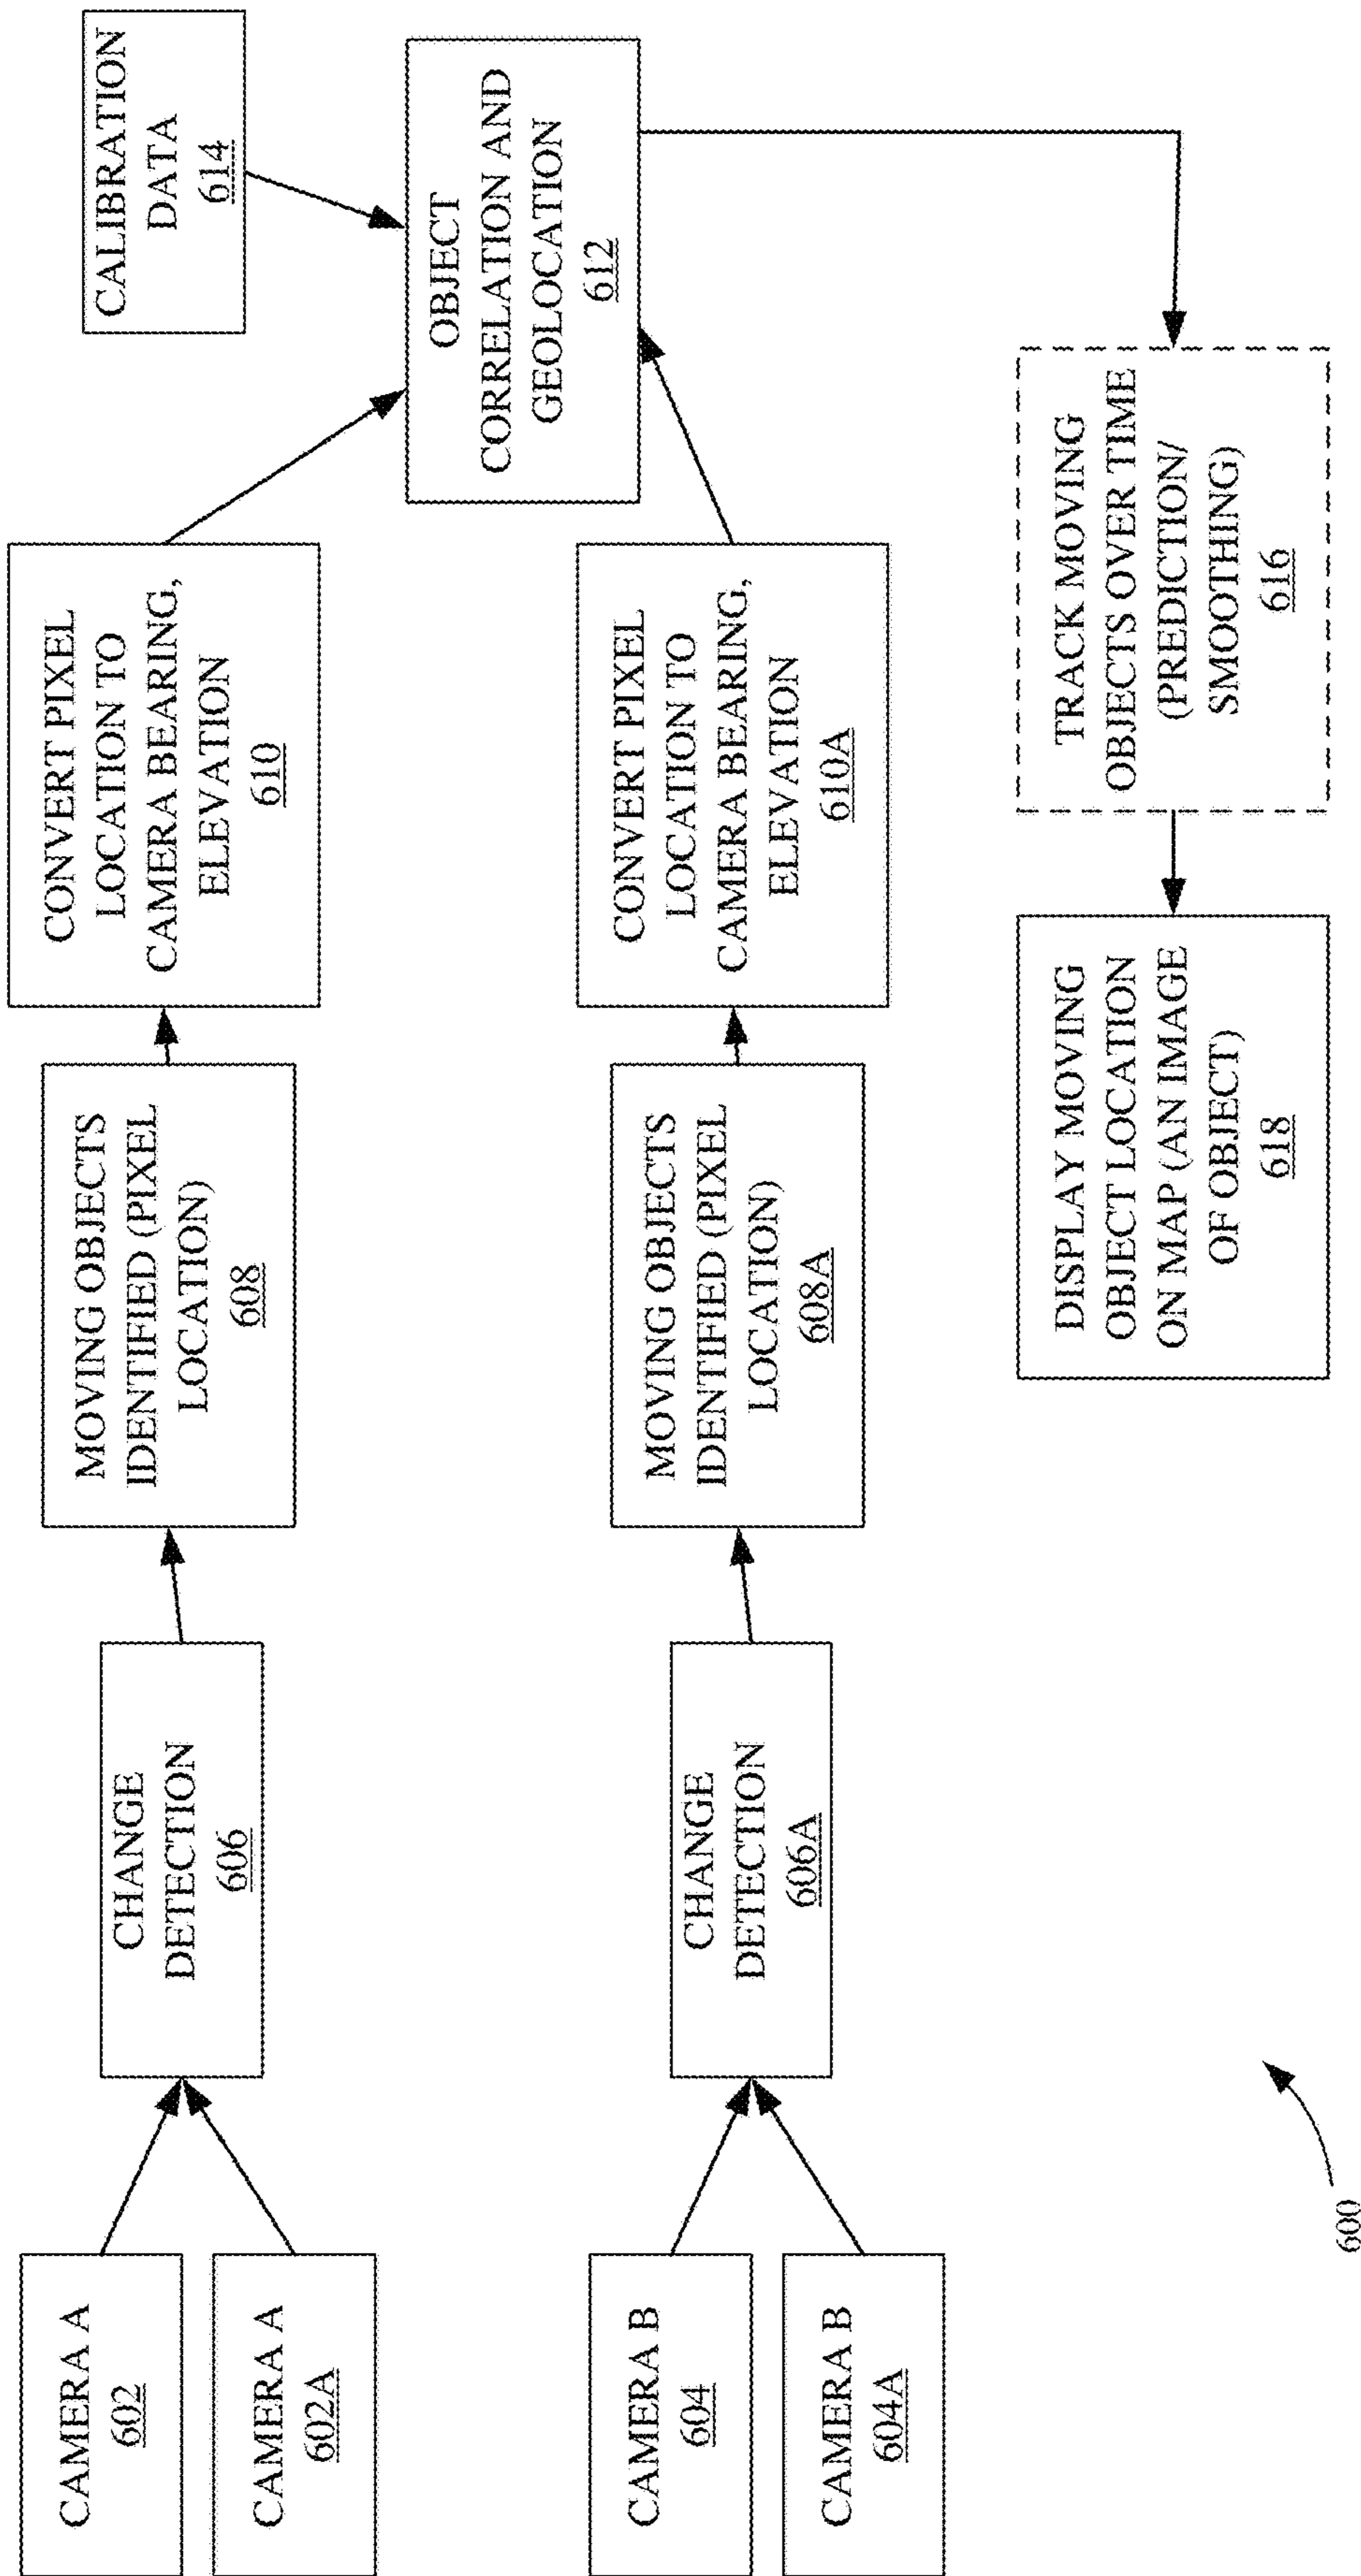 CAMERA A
602
CAMERA A
602A
CHANGE
DETECTION
606
MOVING OBJECTS
IDENTIFIED (PIXEL
LOCATION)
608
CONVERT PIXEL
LOCATION TO
CAMERA BEARING,
ELEVATION
610
CALIBRATION
DATA
614
OBJECT
CORRELATION AND
GEOLOCATION
612
CAMERA B
604
CAMERA B
604A
CHANGE
DETECTION
606A
MOVING OBJECTS
IDENTIFIED (PIXEL
LOCATION)
608A
CONVERT PIXEL
LOCATION TO
CAMERA BEARING,
ELEVATION
610A
TRACK MOVING
OBJECTS OVER TIME
(PREDICTION/
SMOOTHING)
616
DISPLAY MOVING
OBJECT LOCATION
ON MAP (AN IMAGE
OF OBJECT)
618
600